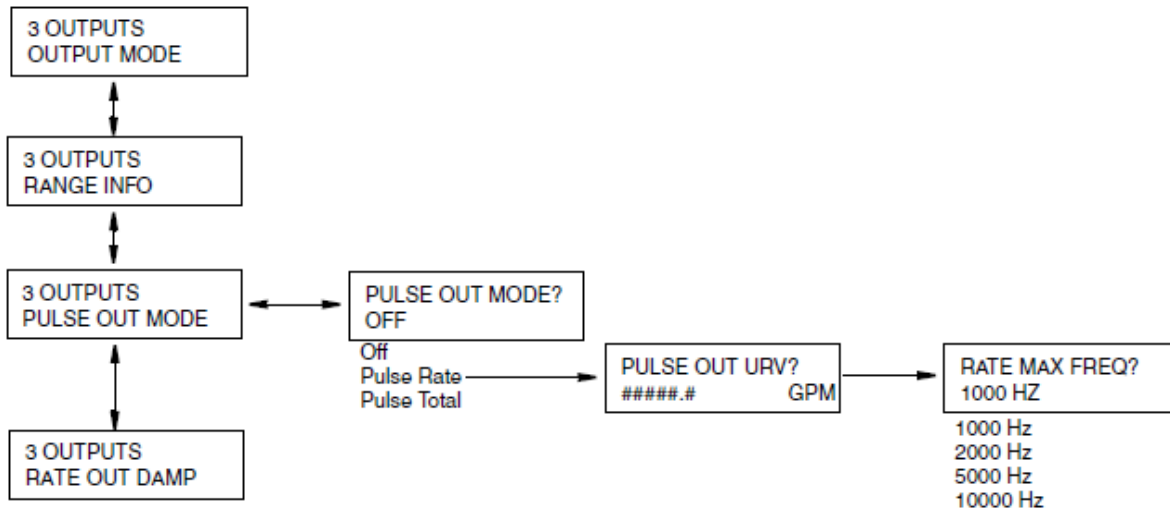 3 OUTPUTS
OUTPUT MODE
3 OUTPUTS
RANGE INFO
3 OUTPUTS
PULSE OUT MODE
PULSE OUT MODE?
OFF
Off
Pulse Rate
Pulse Total
PULSE OUT URV?
#####.# GPM
RATE MAX FREQ?
1000 HZ
1000 Hz
2000 Hz
5000 Hz
10000 Hz
3 OUTPUTS
RATE OUT DAMP